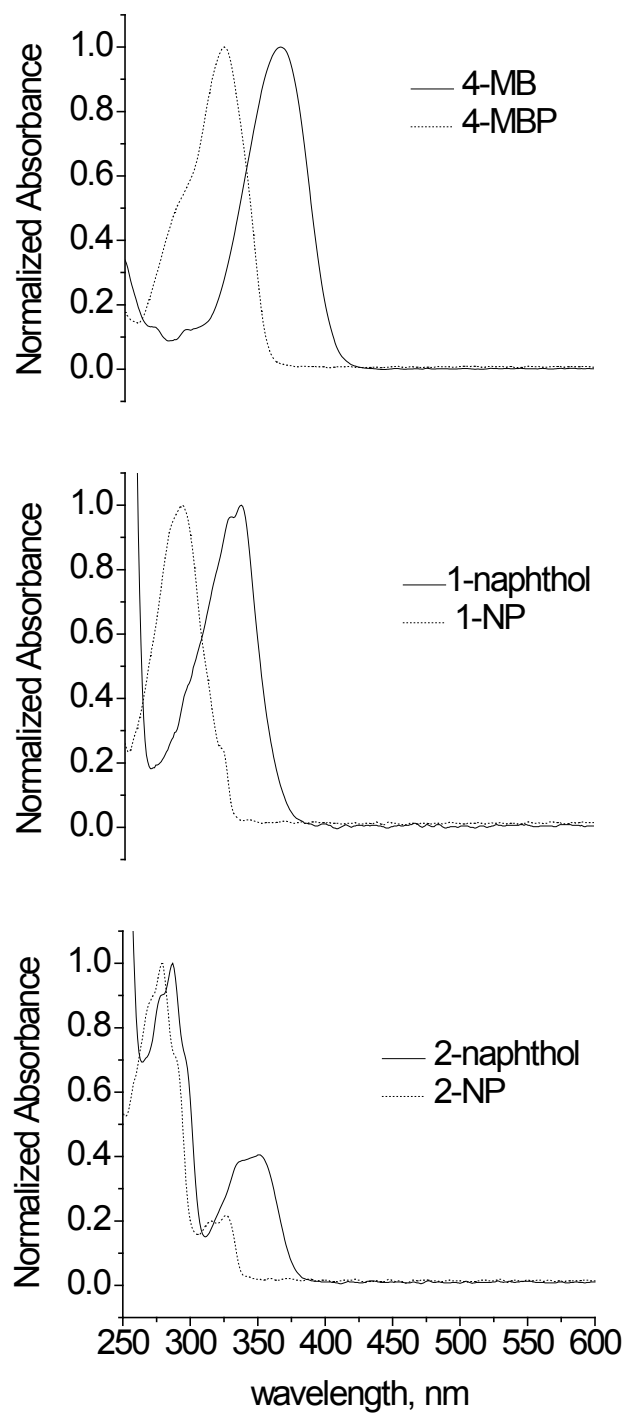 1.0
0.8
0.6
0.4
0.2
0.0
Normalized Absorbance
4-MB
4-MBP
1.0
0.8
0.6
0.4
0.2
0.0
Normalized Absorbance
1-naphthol
1-NP
1.0
0.8
0.6
0.4
0.2
0.0
Normalized Absorbance
2-naphthol
2-NP
250 300 350 400 450 500 550 600
wavelength, nm